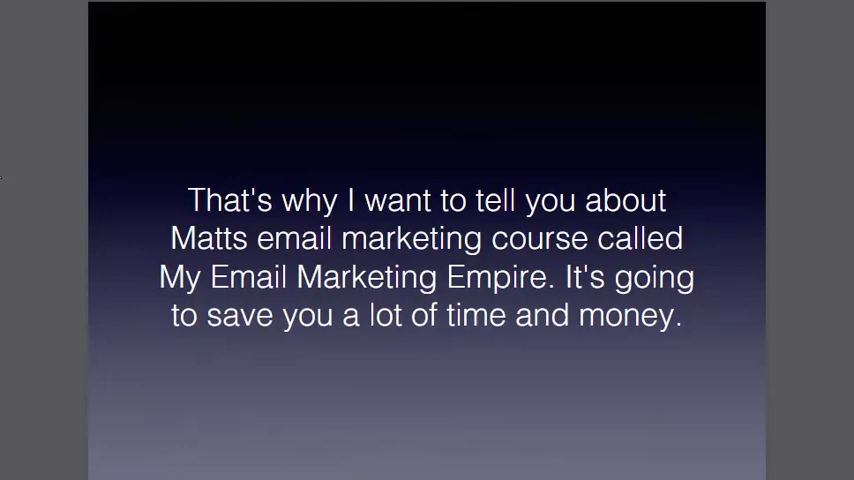 That's why I want to tell you about
Matts email marketing course called
My Email Marketing Empire. It's going
to save you a lot of time and money.